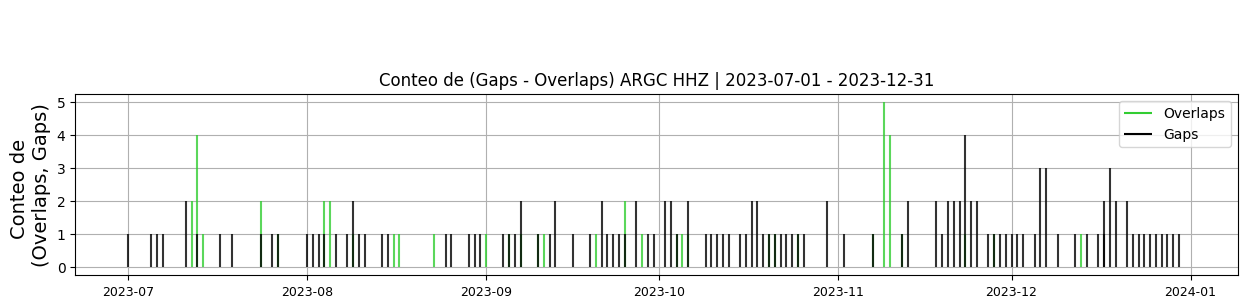 Conteo de (Gaps - Overlaps) ARGC HHZ | 2023-07-01 - 2023-12-31
Conteo de
(Overlaps, Gaps)
5
4
3
2
1
0
Overlaps
Gaps
2023-07
2023-08
2023-09
2023-10
2023-11
2023-12
2024-01